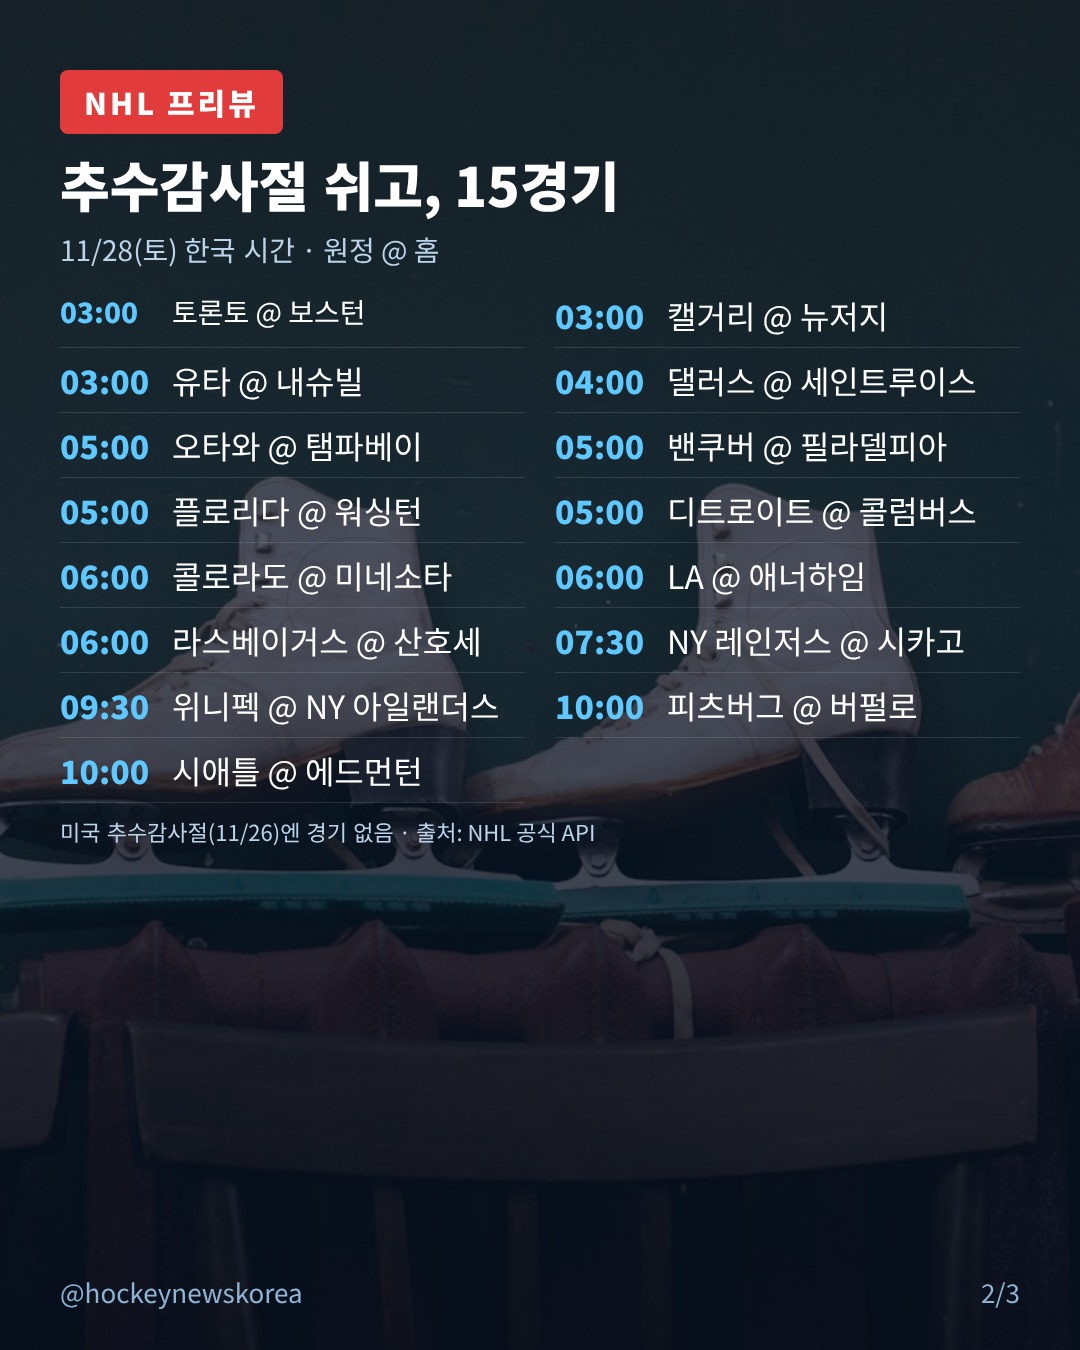 NHL 프리뷰
추수감사절 쉬고, 15경기
11/28(토) 한국 시간 · 원정 @ 홈
03:00 토론토 @ 보스턴
03:00 캘거리 @ 뉴저지
03:00 유타 @ 내슈빌
04:00 댈러스 @ 세인트루이스
05:00 오타와 @ 탬파베이
05:00 밴쿠버 @ 필라델피아
05:00 플로리다 @ 워싱턴
05:00 디트로이트 @ 콜럼버스
06:00 콜로라도 @ 미네소타
06:00 LA @ 애너하임
06:00 라스베이거스 @ 산호세
07:30 NY 레인저스 @ 시카고
09:30 위니펙 @ NY 아일랜더스
10:00 피츠버그 @ 버펄로
10:00 시애틀 @ 에드먼턴
미국 추수감사절(11/26)엔 경기 없음 · 출처: NHL 공식 API
@hockeynewskorea
2/3